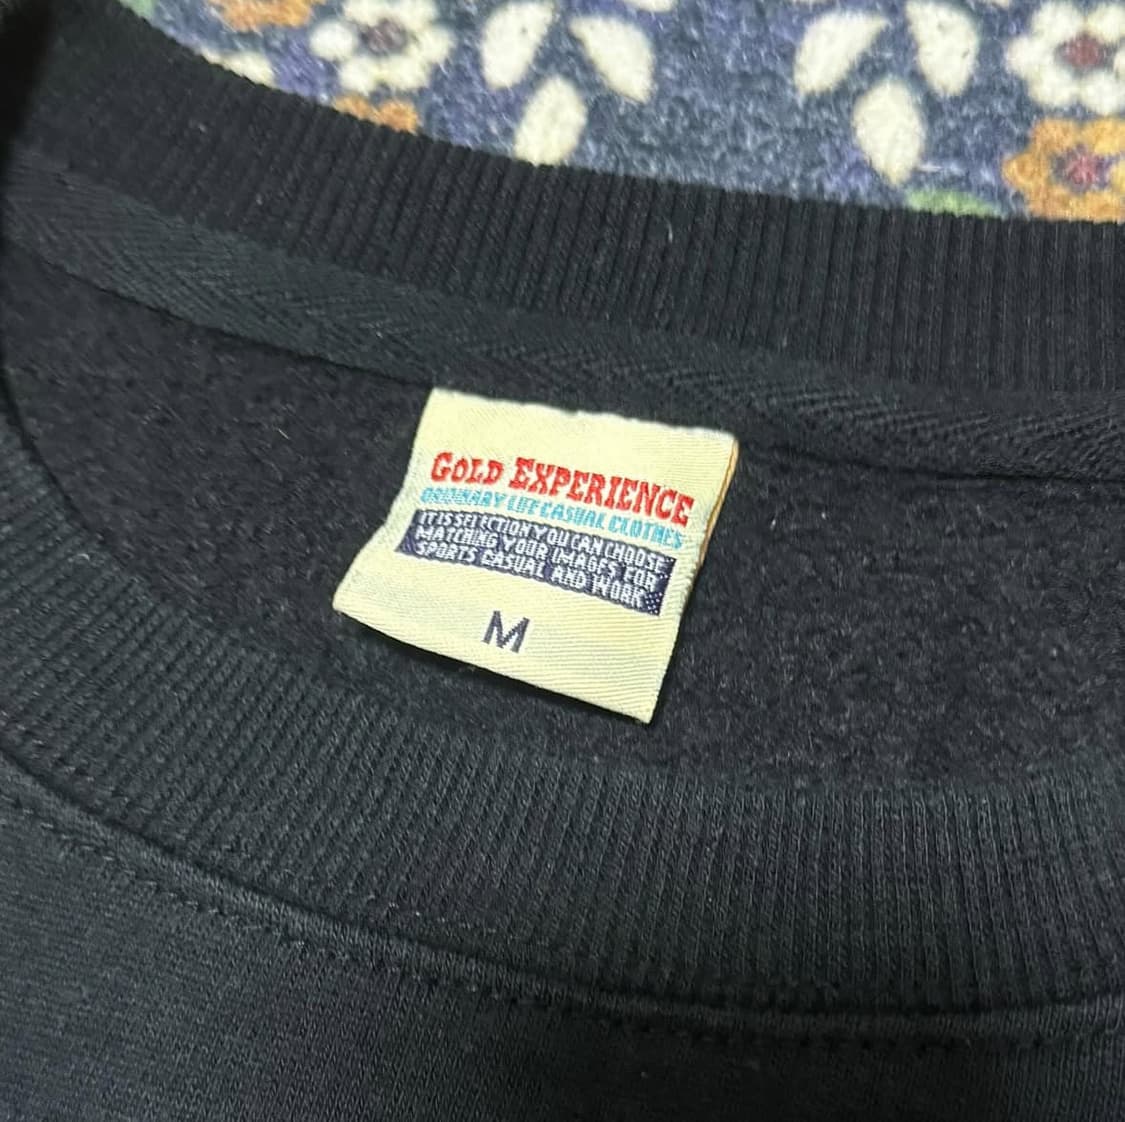 GOLD EXPERIENCE
ORDINARY LIFE CASUAL CLOTHES
IT IS SELECTION YOU CAN CHOOSE
MATCHING YOUR IMAGES FOR
SPORTS CASUAL AND WORK
M